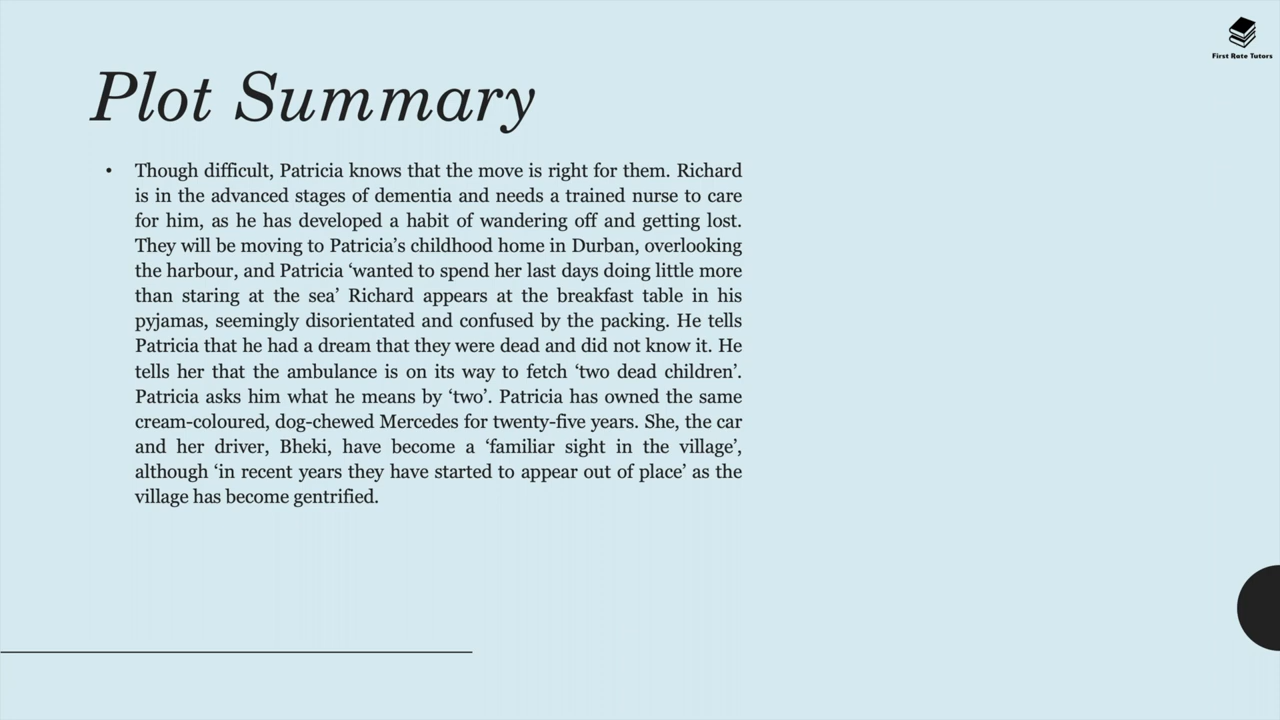 First Rate Tutors
Plot Summary
• Though difficult, Patricia knows that the move is right for them. Richard
is in the advanced stages of dementia and needs a trained nurse to care
for him, as he has developed a habit of wandering off and getting lost.
They will be moving to Patricia’s childhood home in Durban, overlooking
the harbour, and Patricia ‘wanted to spend her last days doing little more
than staring at the sea’ Richard appears at the breakfast table in his
pyjamas, seemingly disorientated and confused by the packing. He tells
Patricia that he had a dream that they were dead and did not know it. He
tells her that the ambulance is on its way to fetch ‘two dead children’.
Patricia asks him what he means by ‘two’. Patricia has owned the same
cream-coloured, dog-chewed Mercedes for twenty-five years. She, the car
and her driver, Bheki, have become a ‘familiar sight in the village’,
although ‘in recent years they have started to appear out of place’ as the
village has become gentrified.